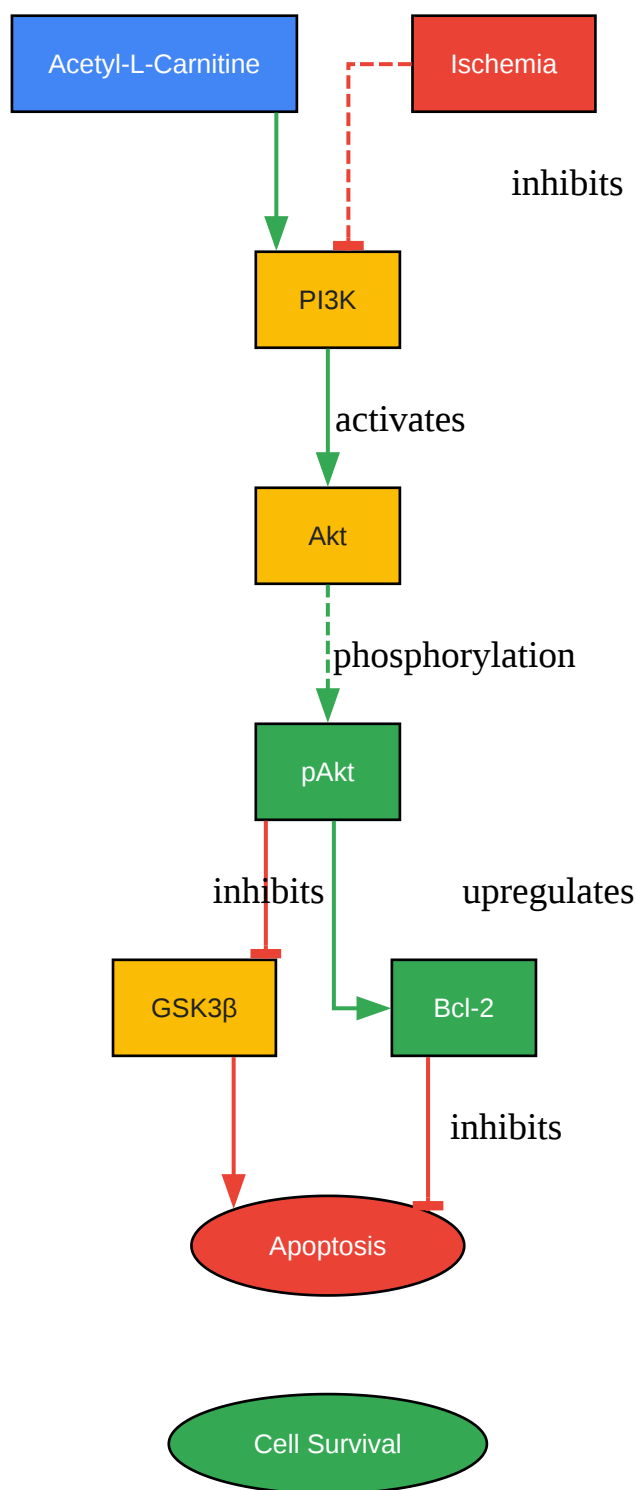 Acetyl-L-Carnitine
Ischemia
inhibits
PI3K
activates
Akt
phosphorylation
pAkt
inhibits
upregulates
GSK3β
Bcl-2
inhibits
Apoptosis
Cell Survival